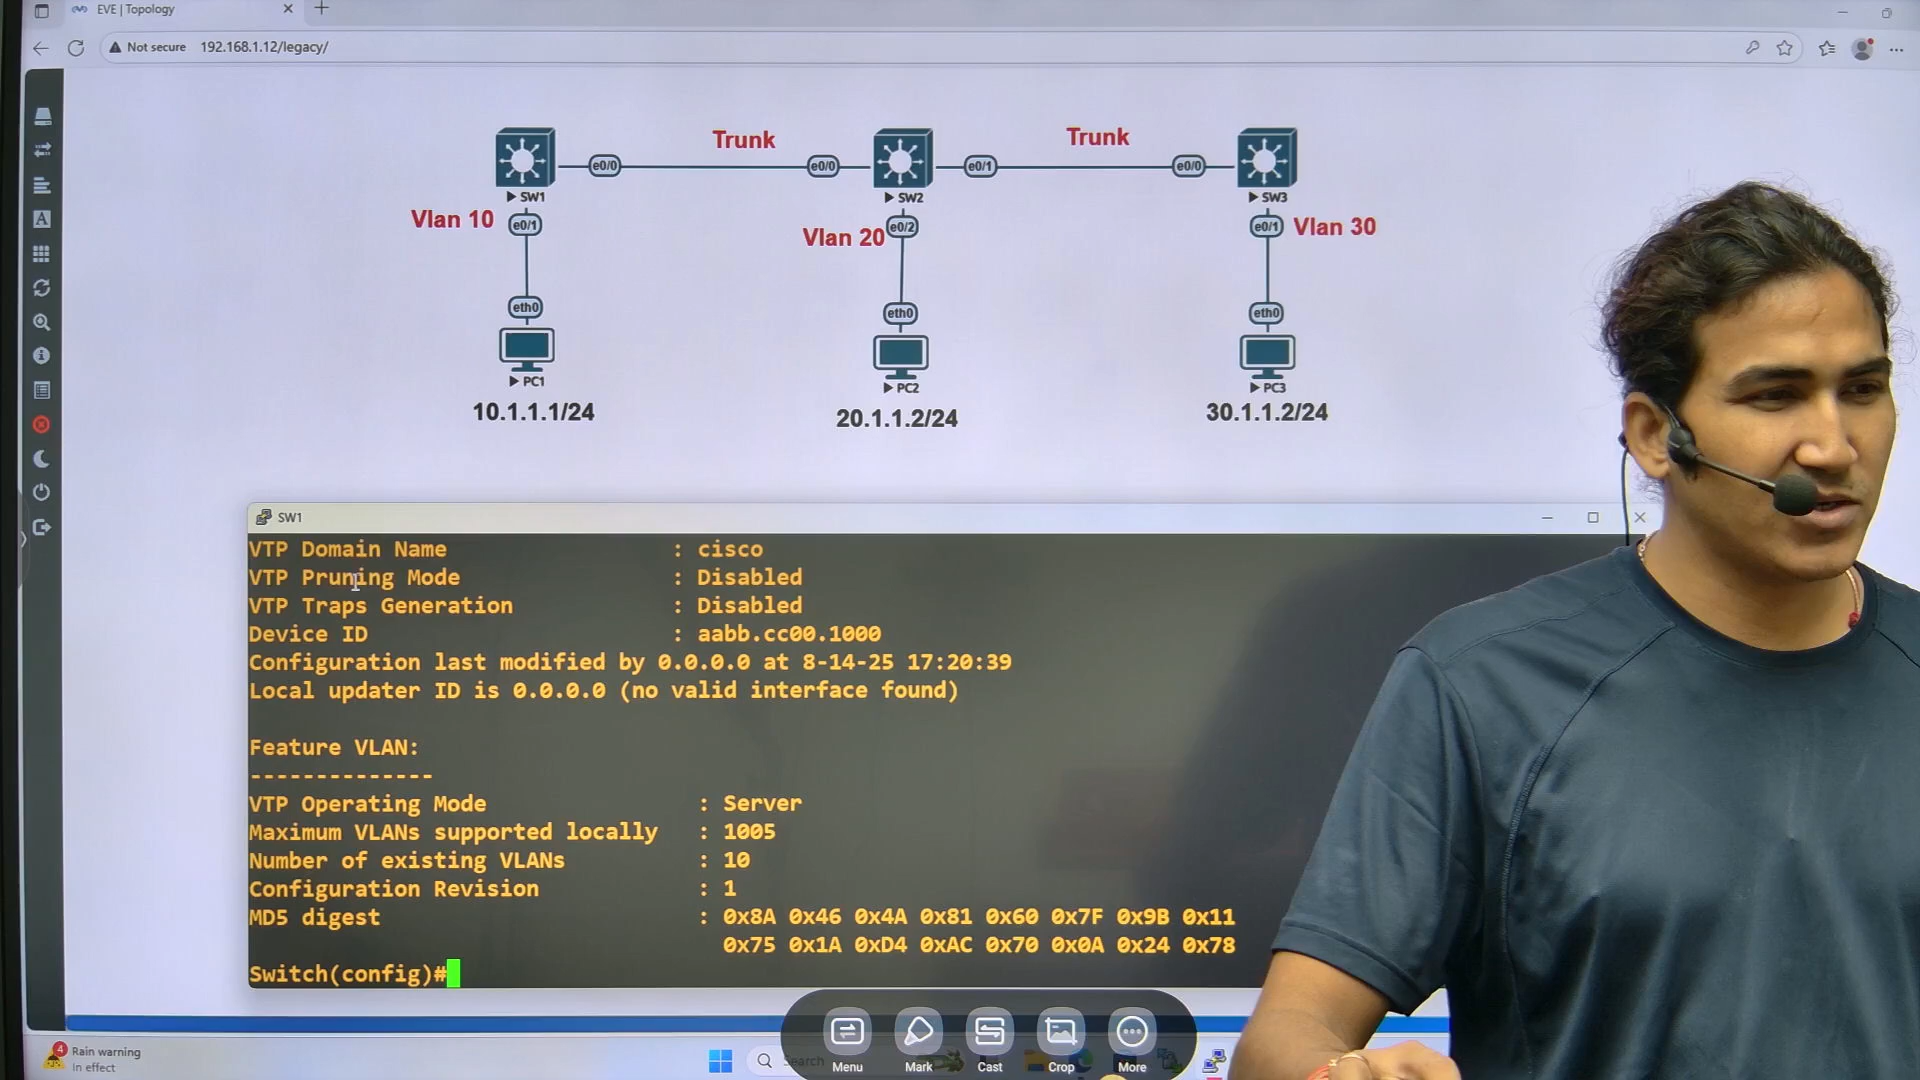 EVE | Topology
Not secure 192.168.1.12/legacy/
Trunk
Trunk
e0/0
e0/0
e0/1
e0/0
SW1
SW2
SW3
Vlan 10
e0/1
Vlan 20
e0/2
e0/1
Vlan 30
eth0
eth0
eth0
PC1
PC2
PC3
10.1.1.1/24
20.1.1.2/24
30.1.1.2/24
SW1
VTP Domain Name : cisco
VTP Pruning Mode : Disabled
VTP Traps Generation : Disabled
Device ID : aabb.cc00.1000
Configuration last modified by 0.0.0.0 at 8-14-25 17:20:39
Local updater ID is 0.0.0.0 (no valid interface found)
Feature VLAN:
--------------
VTP Operating Mode : Server
Maximum VLANs supported locally : 1005
Number of existing VLANs : 10
Configuration Revision : 1
MD5 digest : 0x8A 0x46 0x4A 0x81 0x60 0x7F 0x9B 0x11
0x75 0x1A 0xD4 0xAC 0x70 0x0A 0x24 0x78
Switch(config)#
4
Rain warning
In effect
Search
Menu
Mark
Cast
Crop
More